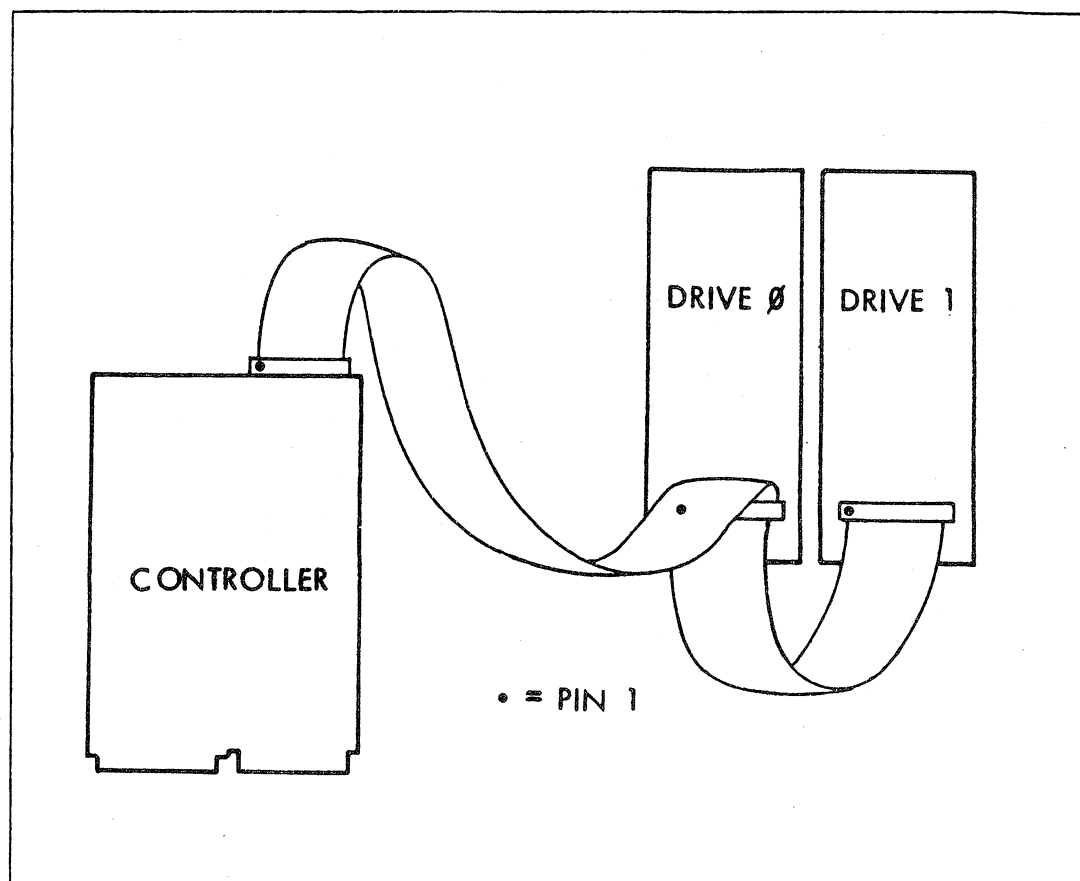 DRIVE Ø
DRIVE 1
CONTROLLER
• = PIN 1